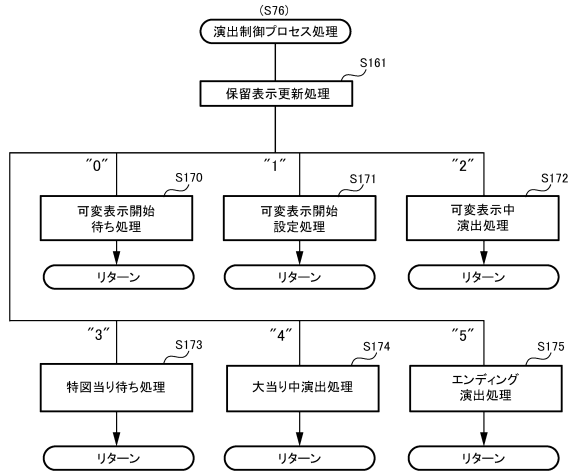 (S76)
演出制御プロセス処理
S161
保留表示更新処理
"0"
"1"
"2"
S170
S171
S172
可変表示開始
待ち処理
可変表示開始
設定処理
可変表示中
演出処理
リターン
リターン
リターン
"3"
"4"
"5"
S173
S174
S175
特図当り待ち処理
大当り中演出処理
エンディング
演出処理
リターン
リターン
リターン